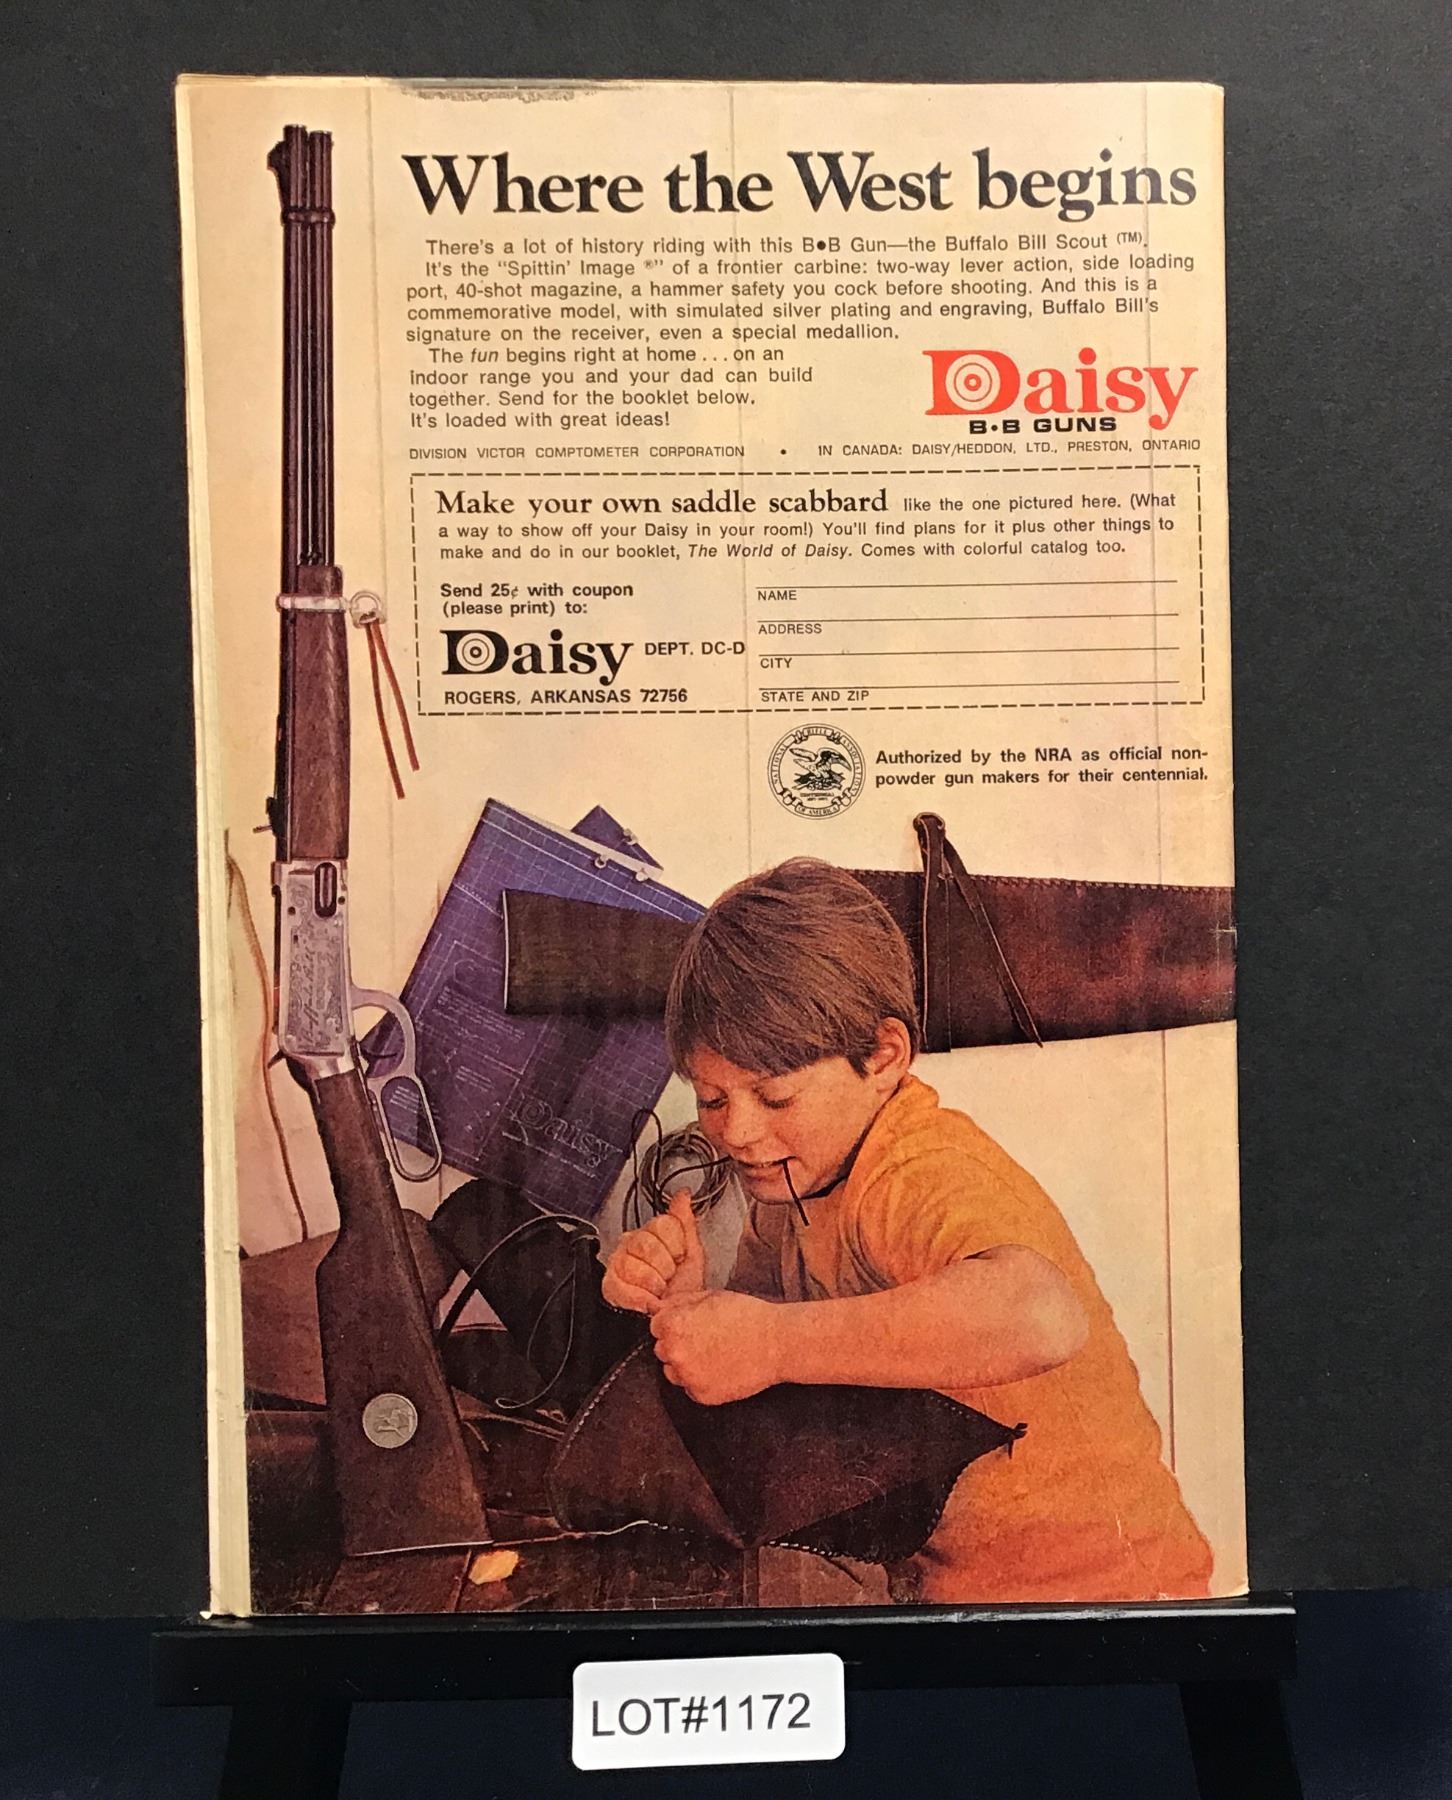 Where the West begins
There's a lot of history riding with this B•B Gun—the Buffalo Bill Scout (TM).
It's the "Spittin' Image ®" of a frontier carbine: two-way lever action, side loading
port, 40-shot magazine, a hammer safety you cock before shooting. And this is a
commemorative model, with simulated silver plating and engraving, Buffalo Bill's
signature on the receiver, even a special medallion.
The fun begins right at home . . . on an
indoor range you and your dad can build
together. Send for the booklet below.
It's loaded with great ideas!
Daisy
B•B GUNS
DIVISION VICTOR COMPTOMETER CORPORATION • IN CANADA: DAISY/HEDDON, LTD., PRESTON, ONTARIO
Make your own saddle scabbard like the one pictured here. (What
a way to show off your Daisy in your room!) You'll find plans for it plus other things to
make and do in our booklet, The World of Daisy. Comes with colorful catalog too.
Send 25¢ with coupon
(please print) to:
Daisy DEPT. DC-D
ROGERS, ARKANSAS 72756
NAME
ADDRESS
CITY
STATE AND ZIP
NATIONAL RIFLE ASSOCIATION
OF AMERICA
CENTENNIAL
Authorized by the NRA as official non-
powder gun makers for their centennial.
Buffalo Bill
Daisy
LOT#1172